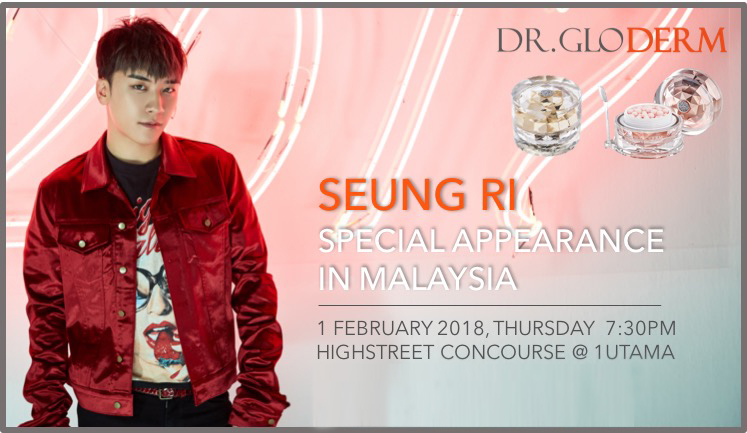 DR.GLODERM
SEUNG RI
SPECIAL APPEARANCE
IN MALAYSIA
1 FEBRUARY 2018, THURSDAY 7:30PM
HIGHSTREET CONCOURSE @ 1UTAMA